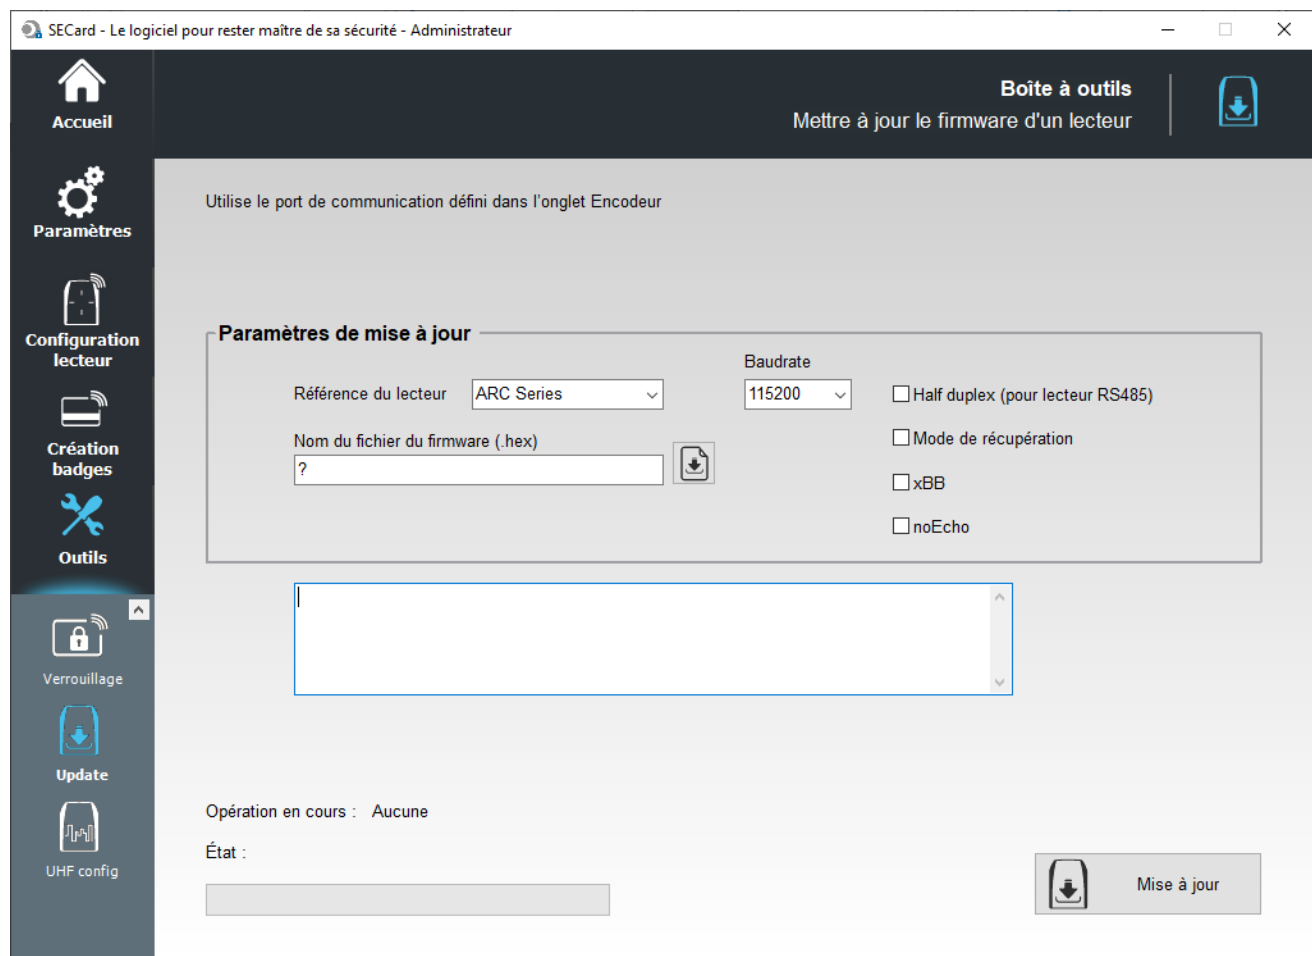 SECard - Le logiciel pour rester maître de sa sécurité - Administrateur
Accueil
Paramètres
Configuration
lecteur
Création
badges
Outils
Verrouillage
Update
UHF config
Boîte à outils
Mettre à jour le firmware d'un lecteur
Utilise le port de communication défini dans l'onglet Encodeur
Paramètres de mise à jour
Baudrate
Référence du lecteur ARC Series 115200 Half duplex (pour lecteur RS485)
Nom du fichier du firmware (.hex) Mode de récupération
?
xBB
noEcho
Opération en cours : Aucune
État :
Mise à jour